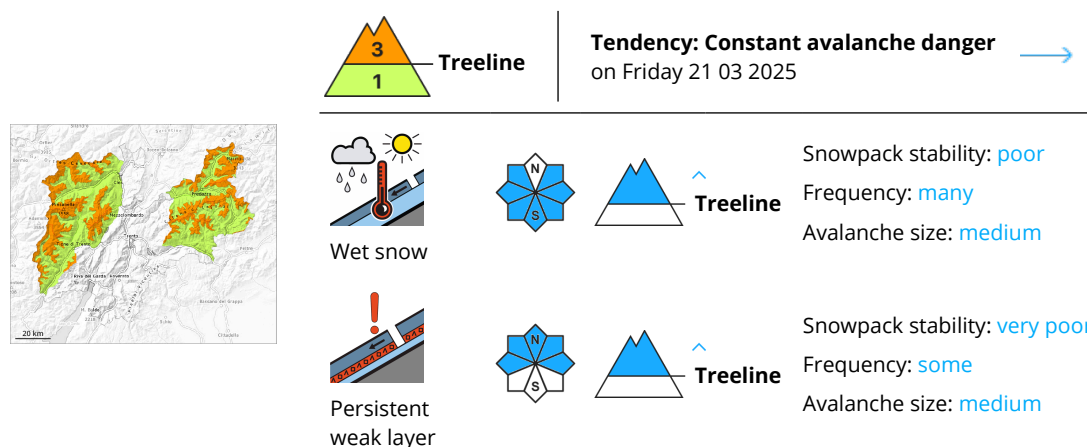 3
1
Treeline
Tendency: Constant avalanche danger
on Friday 21 03 2025
20 km
Wet snow
N
S
Treeline
Snowpack stability: poor
Frequency: many
Avalanche size: medium
Persistent
weak layer
N
S
Treeline
Snowpack stability: very poor
Frequency: some
Avalanche size: medium